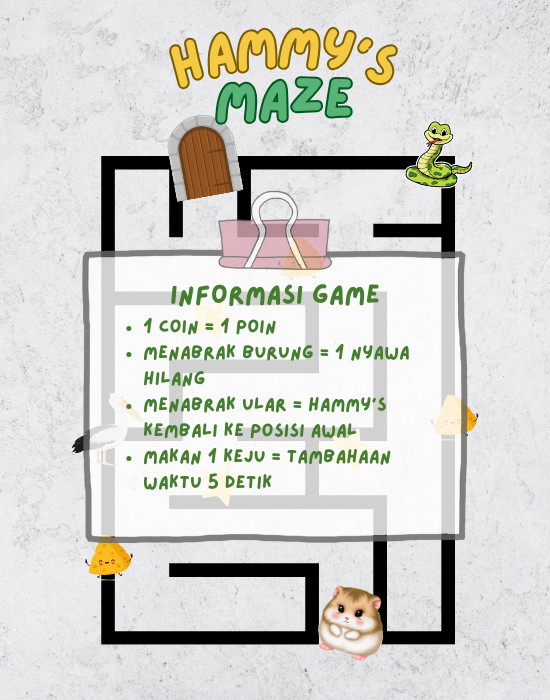 HAMMY'S
MAZE
INFORMASI GAME
• 1 COIN = 1 POIN
• MENABRAK BURUNG = 1 NYAWA
HILANG
• MENABRAK ULAR = HAMMY'S
KEMBALI KE POSISI AWAL
• MAKAN 1 KEJU = TAMBAHAAN
WAKTU 5 DETIK